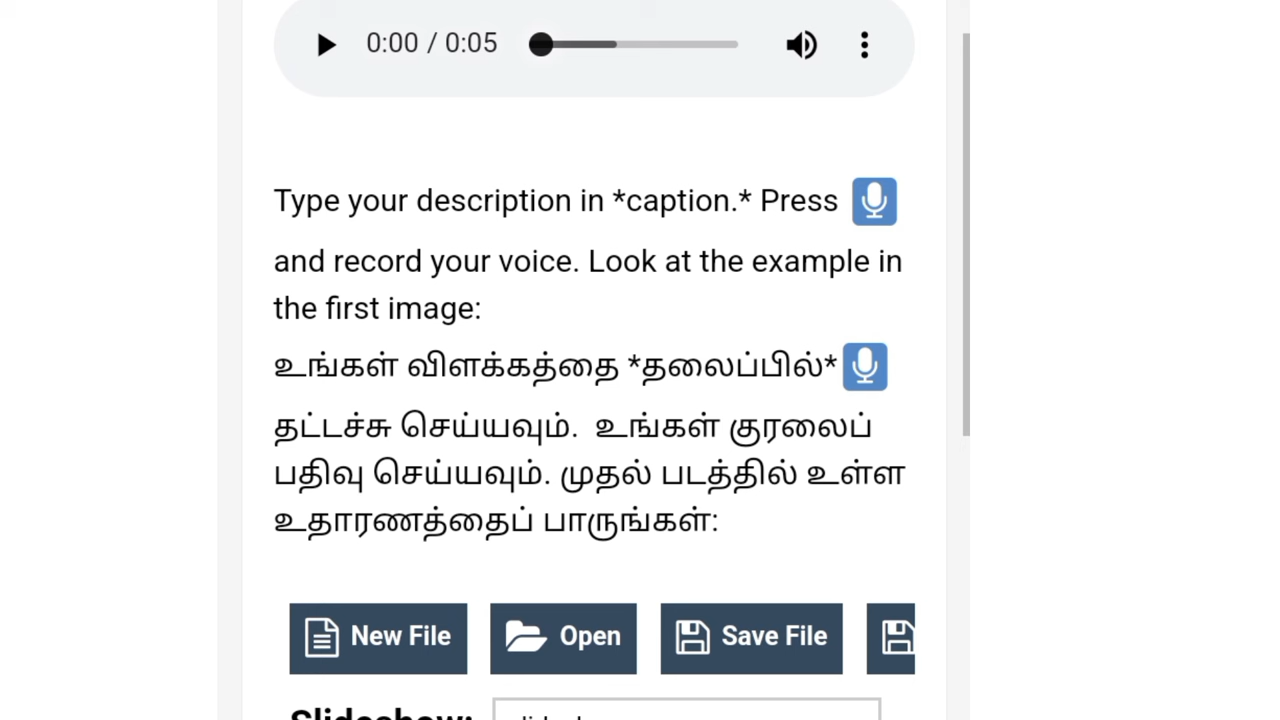 0:00 / 0:05
Type your description in *caption.* Press
and record your voice. Look at the example in
the first image:
உங்கள் விளக்கத்தை *தலைப்பில்*
தட்டச்சு செய்யவும். உங்கள் குரலைப்
பதிவு செய்யவும். முதல் படத்தில் உள்ள
உதாரணத்தைப் பாருங்கள்:
New File Open Save File
Slideshow: